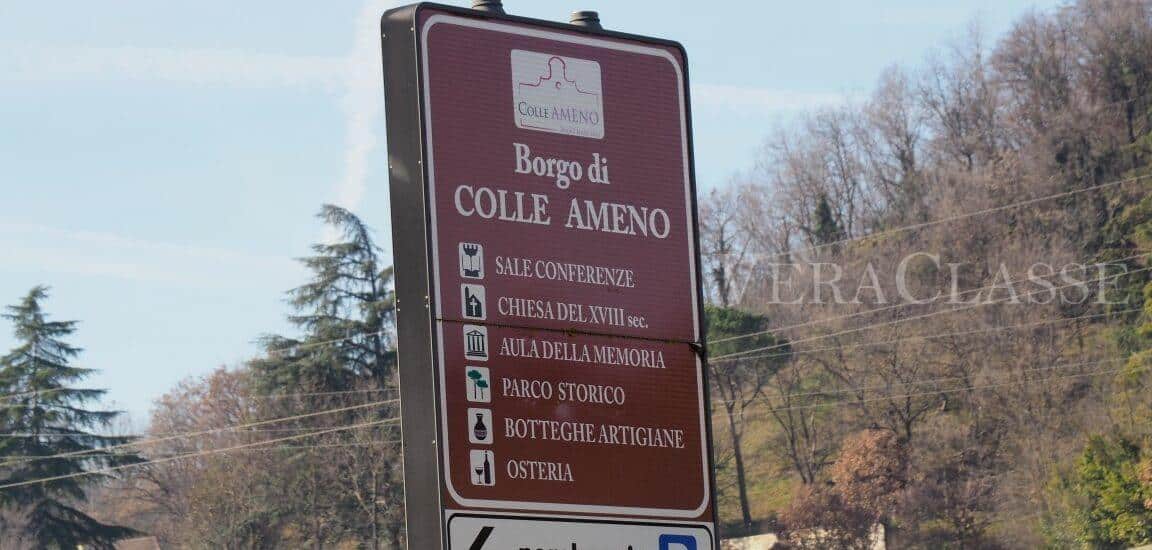 COLLE AMENO
Borgo di
COLLE AMENO
SALE CONFERENZE
CHIESA DEL XVIII sec.
AULA DELLA MEMORIA
PARCO STORICO
BOTTEGHE ARTIGIANE
OSTERIA
P
VERACLASSE